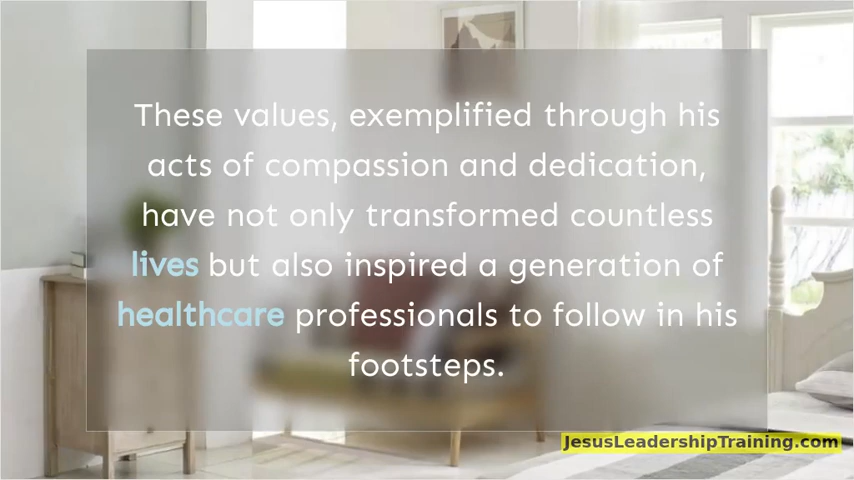 These values, exemplified through his
acts of compassion and dedication,
have not only transformed countless
lives but also inspired a generation of
healthcare professionals to follow in his
footsteps.
JesusLeadershipTraining.com